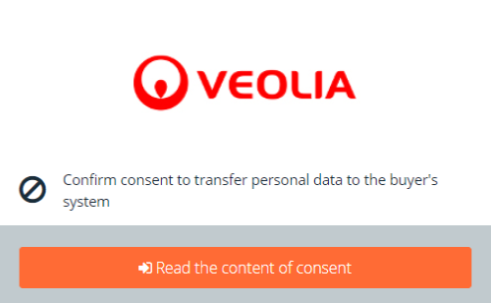 VEOLIA
Confirm consent to transfer personal data to the buyer's
system
Read the content of consent